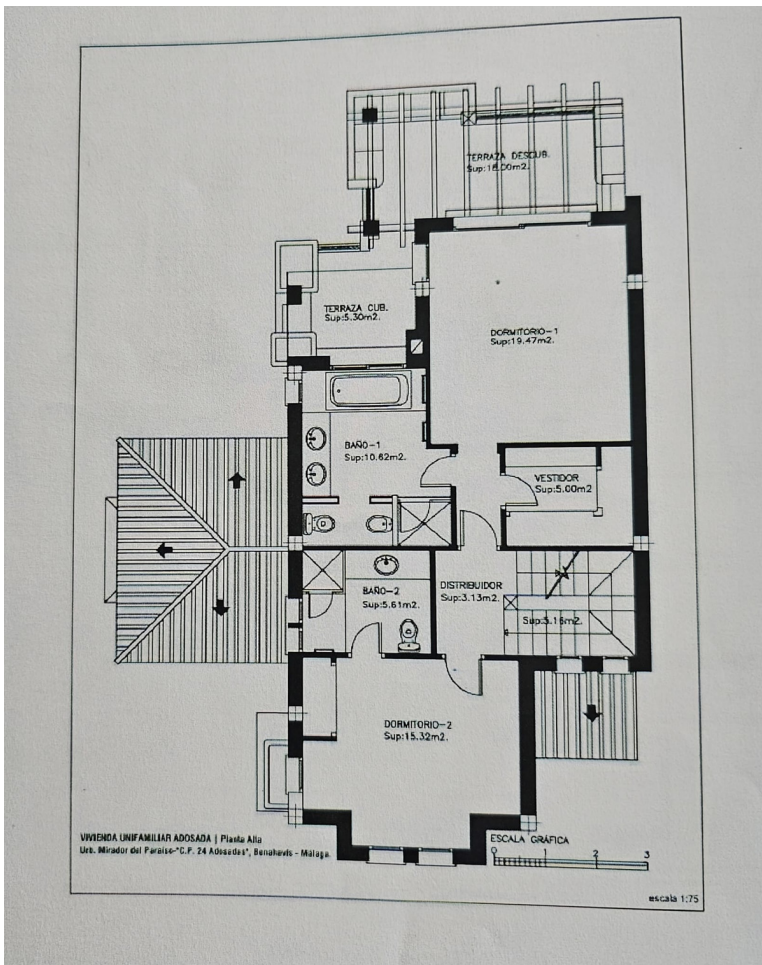 TERRAZA DESCUB.
Sup:18.00m2.
TERRAZA CUB.
Sup:5.30m2.
DORMITORIO-1
Sup:19.47m2.
BAÑO-1
Sup:10.62m2.
VESTIDOR
Sup:5.00m2
BAÑO-2
Sup:5.61m2.
DISTRIBUIDOR
Sup:3.13m2.
Sup:5.16m2.
DORMITORIO-2
Sup:15.32m2.
VIVIENDA UNIFAMILIAR ADOSADA | Planta Alta
Urb. Mirador del Paraíso-"C.P. 24 Adosadas", Benahavís - Málaga.
ESCALA GRÁFICA
0 1 2 3
escala 1:75